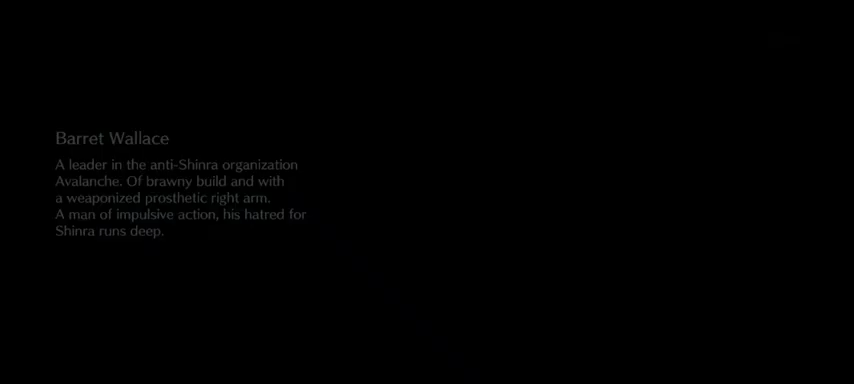 Barret Wallace
A leader in the anti-Shinra organization
Avalanche. Of brawny build and with
a weaponized prosthetic right arm.
A man of impulsive action, his hatred for
Shinra runs deep.